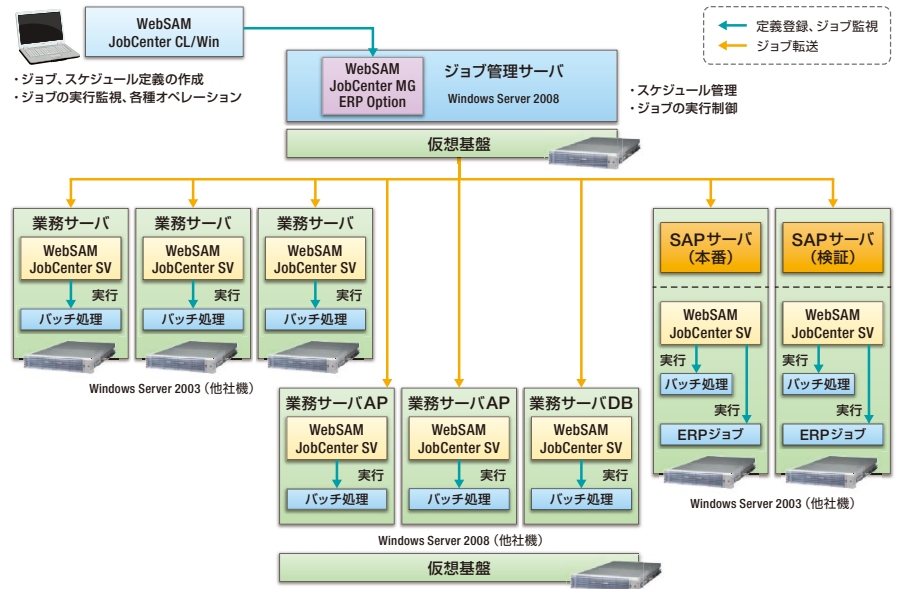 WebSAM
JobCenter CL/Win
・ジョブ、スケジュール定義の作成
・ジョブの実行監視、各種オペレーション
WebSAM
JobCenter MG
ERP Option
ジョブ管理サーバ
Windows Server 2008
・スケジュール管理
・ジョブの実行制御
定義登録、ジョブ監視
ジョブ転送
仮想基盤
業務サーバ
WebSAM
JobCenter SV
実行
バッチ処理
業務サーバ
WebSAM
JobCenter SV
実行
バッチ処理
業務サーバ
WebSAM
JobCenter SV
実行
バッチ処理
Windows Server 2003（他社機）
業務サーバAP
WebSAM
JobCenter SV
実行
バッチ処理
業務サーバAP
WebSAM
JobCenter SV
実行
バッチ処理
業務サーバDB
WebSAM
JobCenter SV
実行
バッチ処理
Windows Server 2008（他社機）
仮想基盤
SAPサーバ
（本番）
WebSAM
JobCenter SV
実行
バッチ処理
実行
ERPジョブ
SAPサーバ
（検証）
WebSAM
JobCenter SV
実行
バッチ処理
実行
ERPジョブ
Windows Server 2003（他社機）